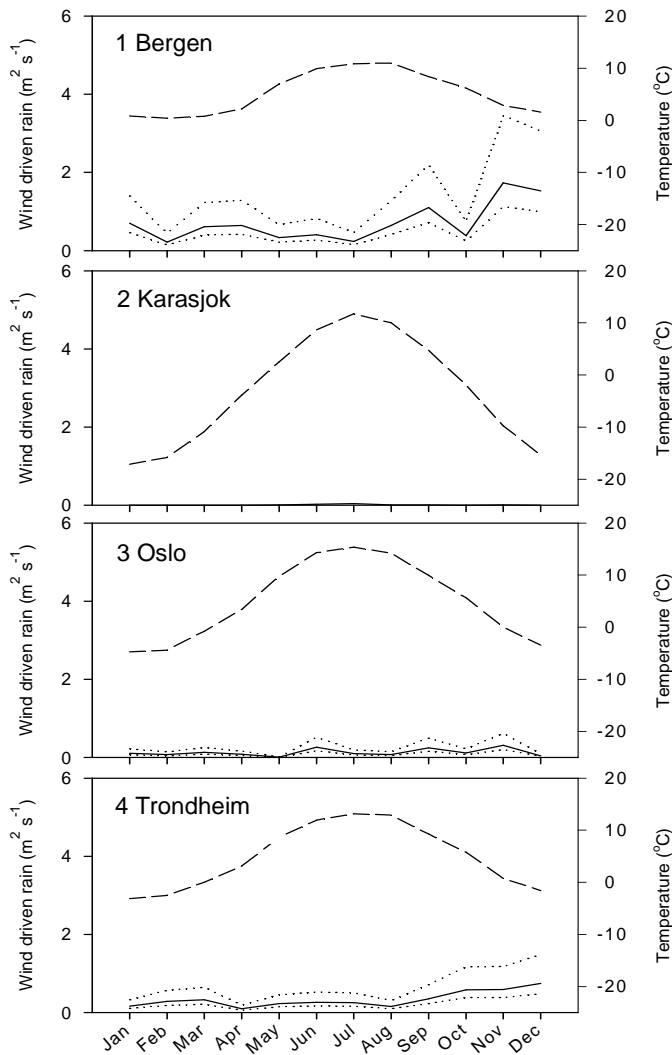 1 Bergen
Wind driven rain (m² s⁻¹)
6
4
2
0
20
10
0
-10
-20
Temperature (°C)
2 Karasjok
Wind driven rain (m² s⁻¹)
6
4
2
0
20
10
0
-10
-20
Temperature (°C)
3 Oslo
Wind driven rain (m² s⁻¹)
6
4
2
0
20
10
0
-10
-20
Temperature (°C)
4 Trondheim
Wind driven rain (m² s⁻¹)
6
4
2
0
20
10
0
-10
-20
Temperature (°C)
Jan Feb Mar Apr May Jun Jul Aug Sep Oct Nov Dec